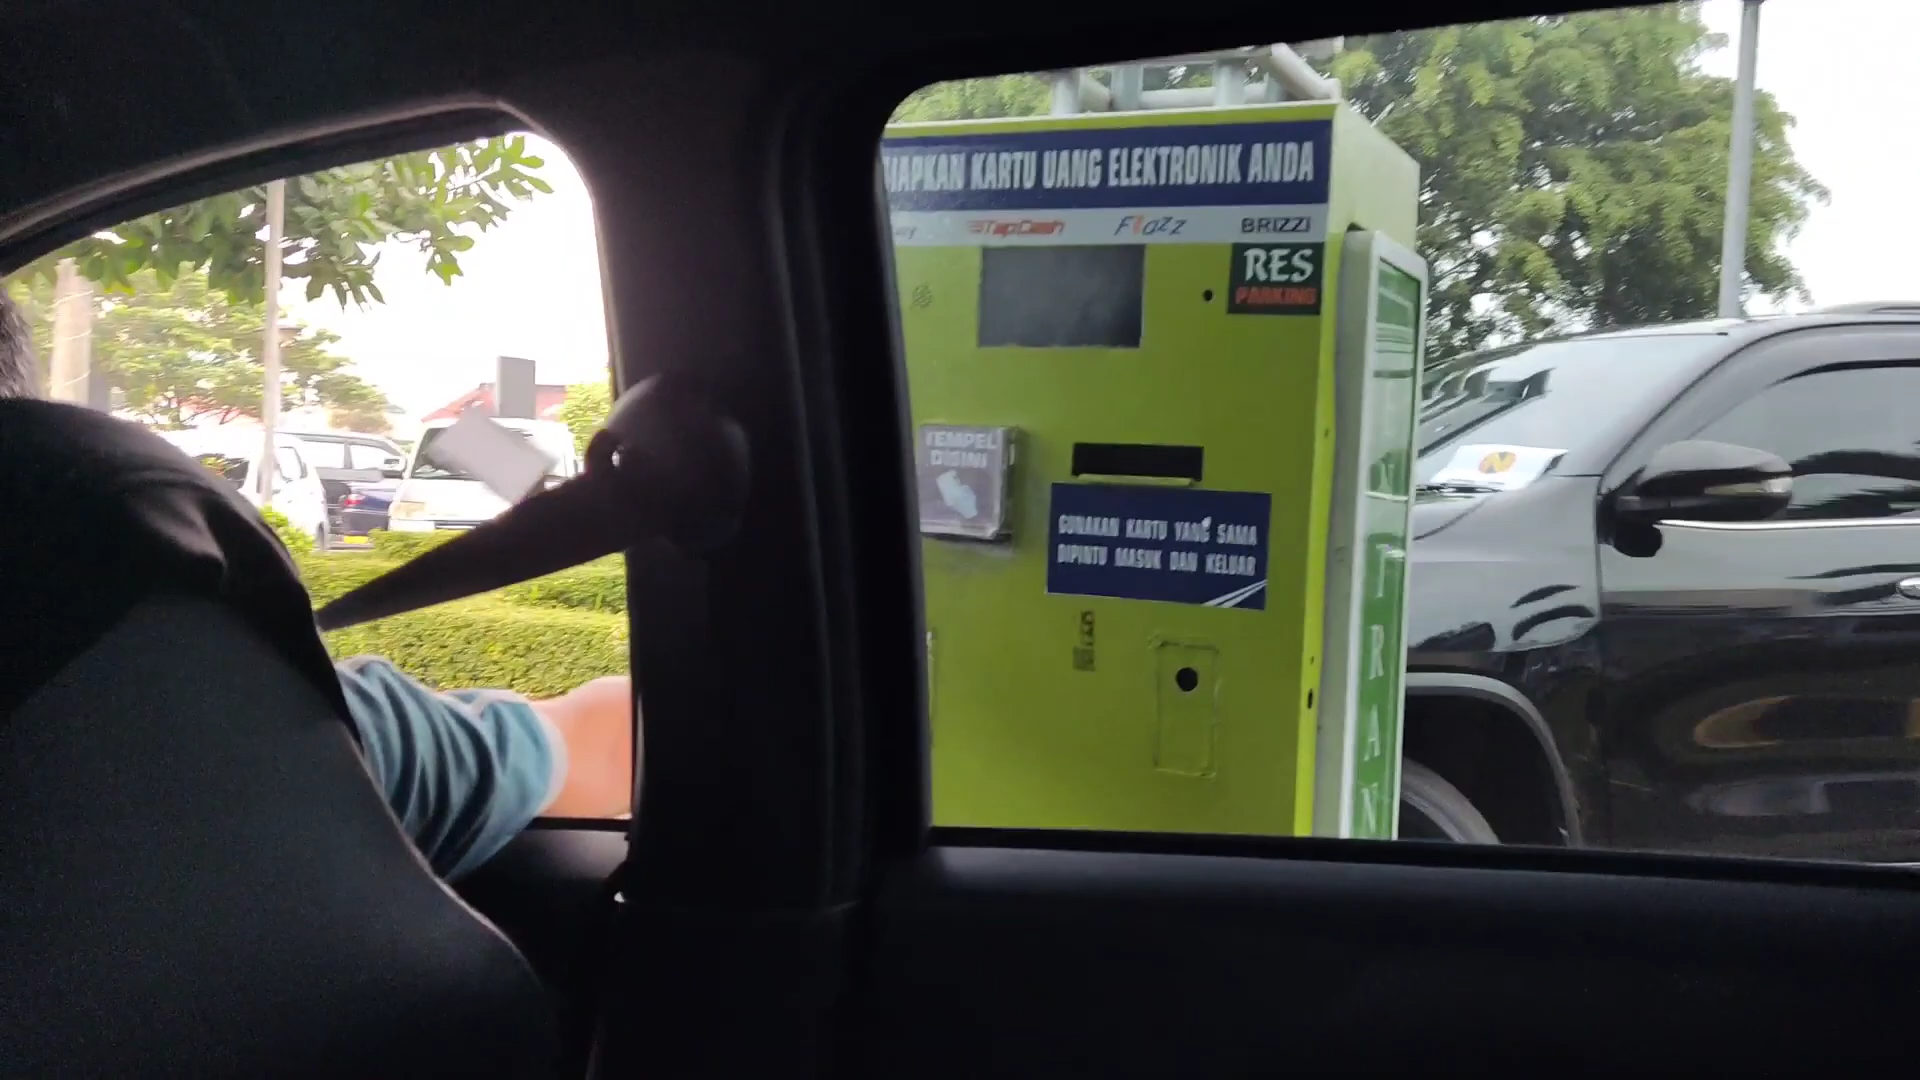 IAPKAN KARTU UANG ELEKTRONIK ANDA
TapCash Flazz BRIZZI
RES
PARKING
TEMPEL
DISINI
GUNAKAN KARTU YANG SAMA
DIPINTU MASUK DAN KELUAR
T
R
A
N